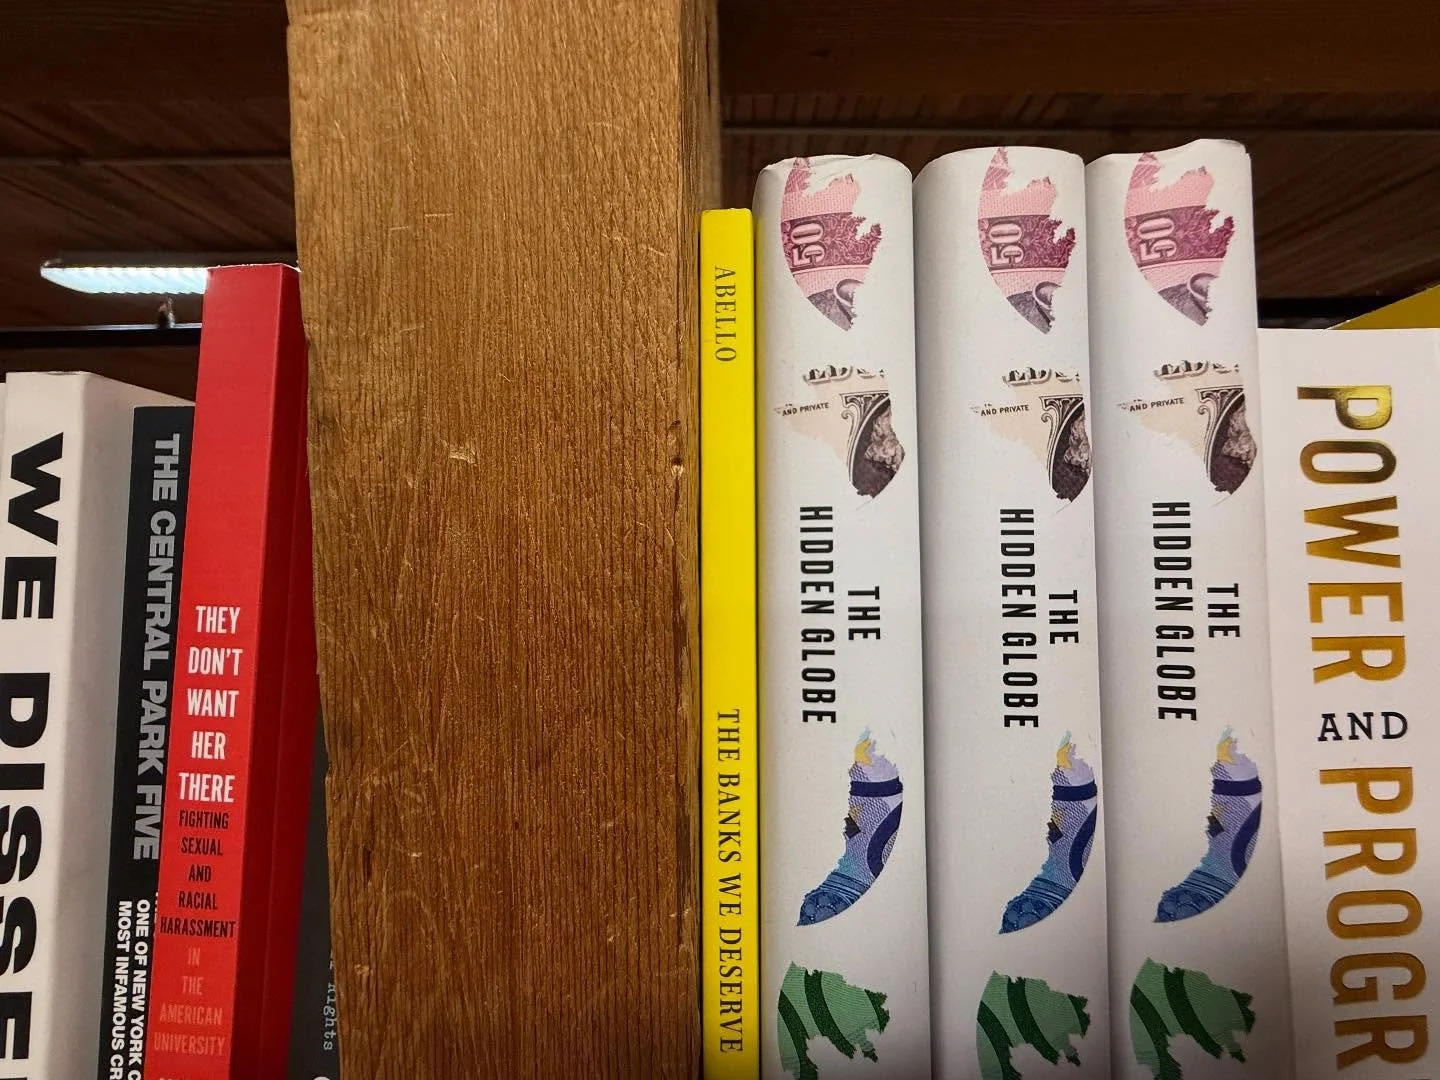 WE DISSE
THE CENTRAL PARK FIVE
ONE OF NEW YORK C
MOST INFAMOUS CR
THEY
DON'T
WANT
HER
THERE
FIGHTING
SEXUAL
AND
RACIAL
HARASSMENT
IN
THE
AMERICAN
UNIVERSITY
Rights
ABELLO
THE BANKS WE DESERVE
50
AND PRIVATE
THE
HIDDEN GLOBE
50
AND PRIVATE
THE
HIDDEN GLOBE
50
AND PRIVATE
THE
HIDDEN GLOBE
POWER AND PROGR